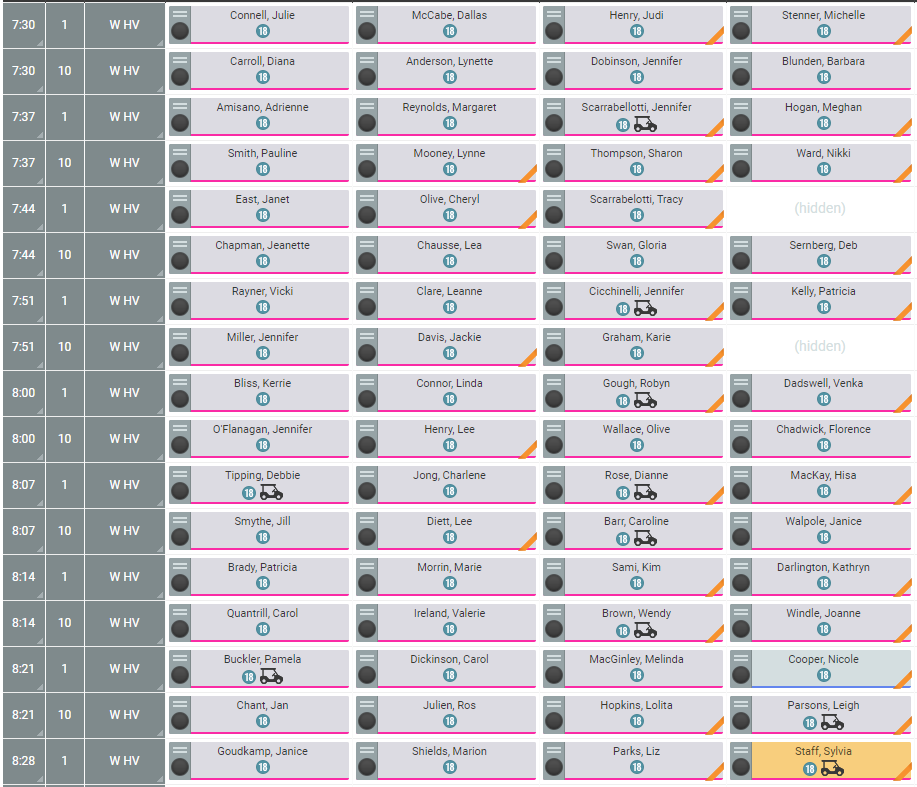 7:30 1 W HV Connell, Julie McCabe, Dallas Henry, Judi Stenner, Michelle
18 18 18 18
7:30 10 W HV Carroll, Diana Anderson, Lynette Dobinson, Jennifer Blunden, Barbara
18 18 18 18
7:37 1 W HV Amisano, Adrienne Reynolds, Margaret Scarrabellotti, Jennifer Hogan, Meghan
18 18 18 18
7:37 10 W HV Smith, Pauline Mooney, Lynne Thompson, Sharon Ward, Nikki
18 18 18 18
7:44 1 W HV East, Janet Olive, Cheryl Scarrabelotti, Tracy (hidden)
18 18 18
7:44 10 W HV Chapman, Jeanette Chausse, Lea Swan, Gloria Sernberg, Deb
18 18 18 18
7:51 1 W HV Rayner, Vicki Clare, Leanne Cicchinelli, Jennifer Kelly, Patricia
18 18 18 18
7:51 10 W HV Miller, Jennifer Davis, Jackie Graham, Karie (hidden)
18 18 18
8:00 1 W HV Bliss, Kerrie Connor, Linda Gough, Robyn Dadswell, Venka
18 18 18 18
8:00 10 W HV O'Flanagan, Jennifer Henry, Lee Wallace, Olive Chadwick, Florence
18 18 18 18
8:07 1 W HV Tipping, Debbie Jong, Charlene Rose, Dianne MacKay, Hisa
18 18 18 18
8:07 10 W HV Smythe, Jill Diett, Lee Barr, Caroline Walpole, Janice
18 18 18 18
8:14 1 W HV Brady, Patricia Morrin, Marie Sami, Kim Darlington, Kathryn
18 18 18 18
8:14 10 W HV Quantrill, Carol Ireland, Valerie Brown, Wendy Windle, Joanne
18 18 18 18
8:21 1 W HV Buckler, Pamela Dickinson, Carol MacGinley, Melinda Cooper, Nicole
18 18 18 18
8:21 10 W HV Chant, Jan Julien, Ros Hopkins, Lolita Parsons, Leigh
18 18 18 18
8:28 1 W HV Goudkamp, Janice Shields, Marion Parks, Liz Staff, Sylvia
18 18 18 18